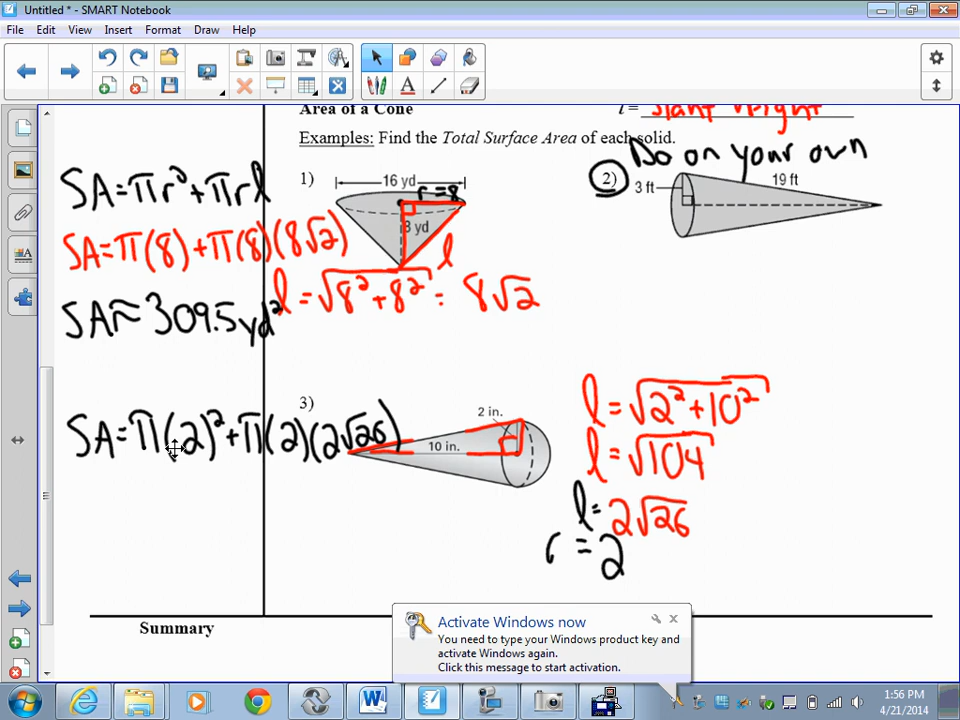 Untitled * - SMART Notebook
File Edit View Insert Format Draw Help
Area of a Cone
l = slant height
Examples: Find the Total Surface Area of each solid.
Do on your own
SA=πr²+πrl
1)
16 yd
r=8
8 yd
l
2)
3 ft
19 ft
SA=π(8)+π(8)(8√2)
l=√8²+8² = 8√2
SA≈309.5yd²
3)
2 in.
10 in.
SA=π(2)²+π(2)(2√26)
l=√2²+10²
l=√104
l=2√26
r=2
Summary
Activate Windows now
You need to type your Windows product key and
activate Windows again.
Click this message to start activation.
1:56 PM
4/21/2014